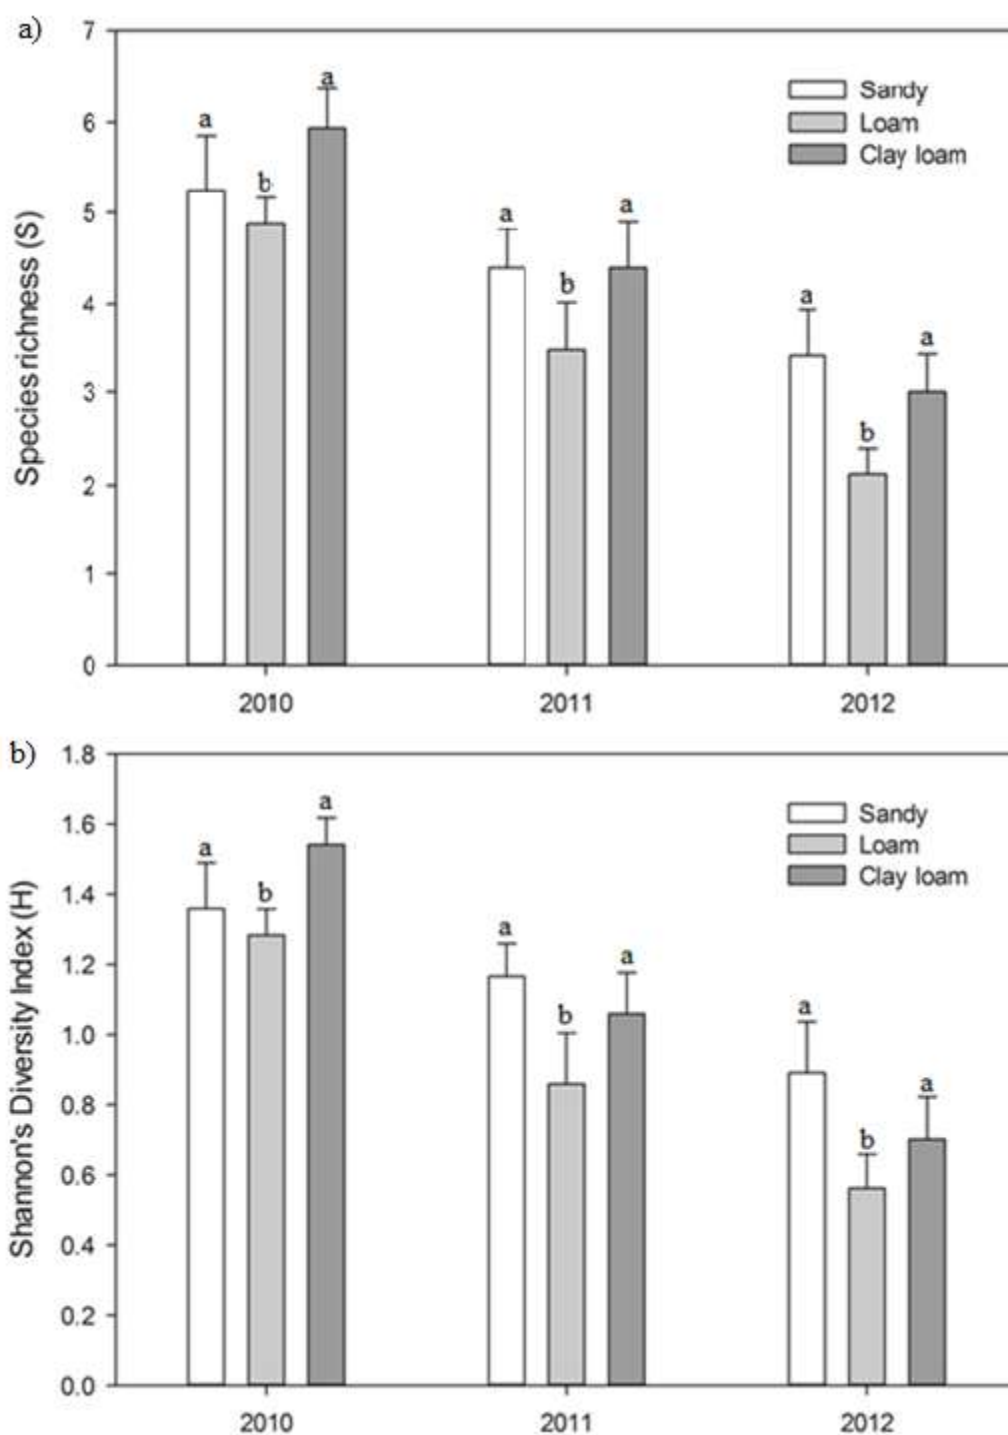 a)
7
6
5
4
3
2
1
0
Species richness (S)
Sandy
Loam
Clay loam
a
b
a
a
b
a
a
b
a
2010 2011 2012
b)
1.8
1.6
1.4
1.2
1.0
0.8
0.6
0.4
0.2
0.0
Shannon's Diversity Index (H)
Sandy
Loam
Clay loam
a
b
a
a
b
a
a
b
a
2010 2011 2012